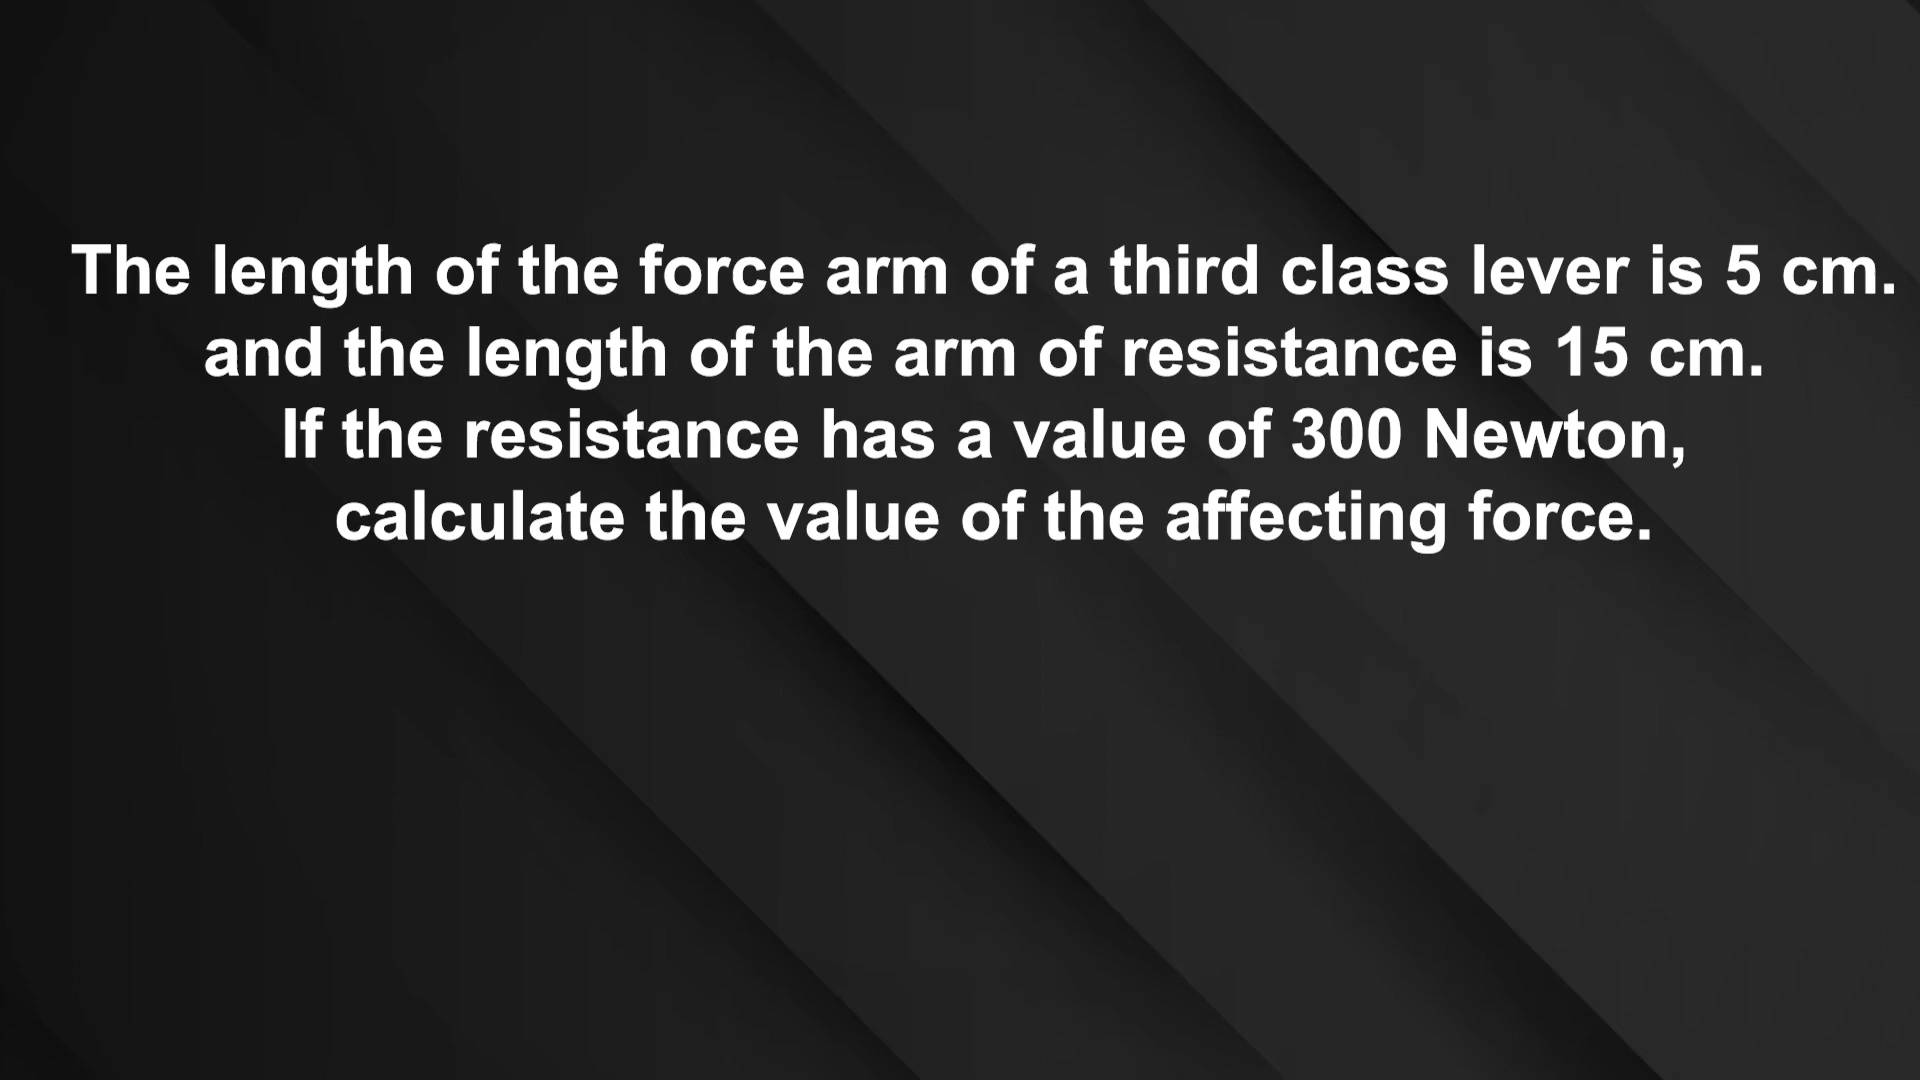 The length of the force arm of a third class lever is 5 cm.
and the length of the arm of resistance is 15 cm.
If the resistance has a value of 300 Newton,
calculate the value of the affecting force.